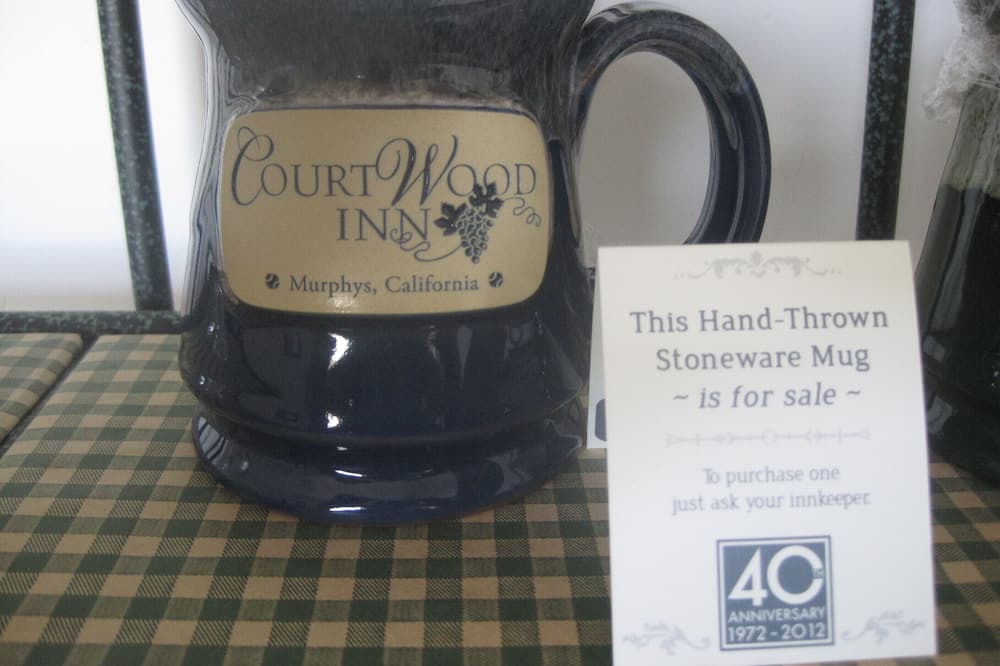 CourtWood
Inn
Murphys, California
This Hand-Thrown
Stoneware Mug
~ is for sale ~
To purchase one
just ask your innkeeper.
40TH
ANNIVERSARY
1972 - 2012